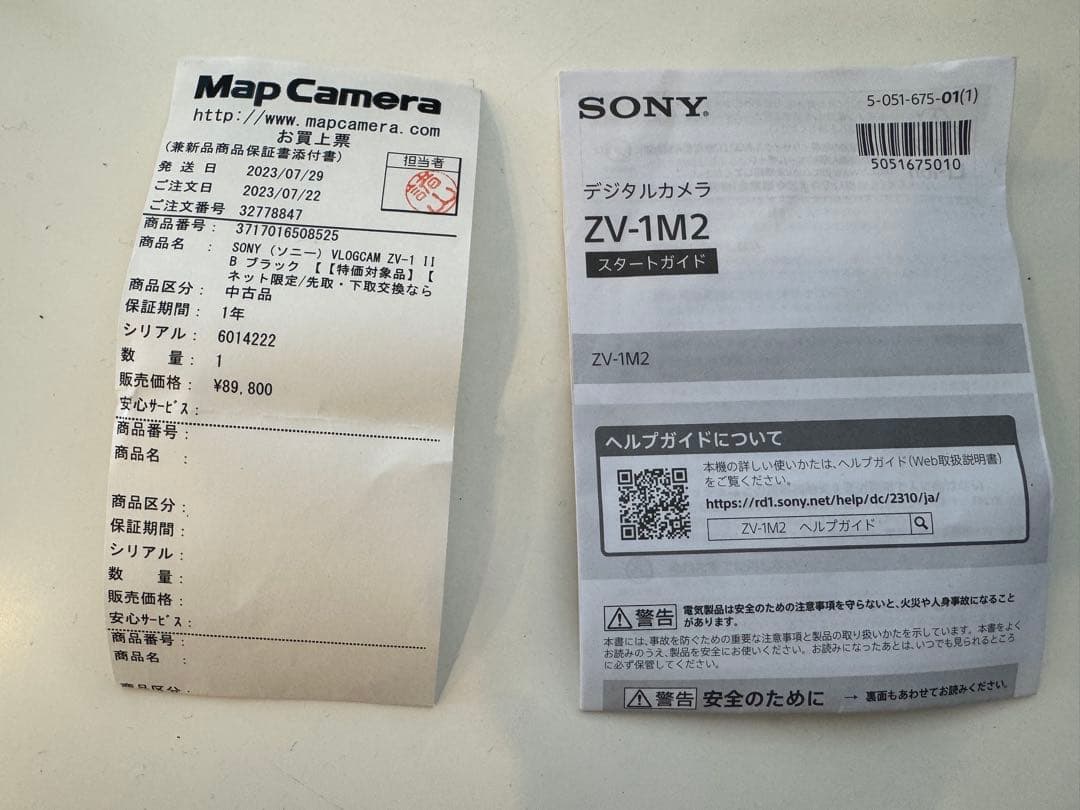 Map Camera
http://www.mapcamera.com
お買上票
(兼新品商品保証書添付書)
担当者
発 送 日 2023/07/29
ご注文日 2023/07/22
ご注文番号 32778847
商品番号: 3717016508525
商品名 : SONY (ソニー) VLOGCAM ZV-1 II
B ブラック 【【特価対象品】【
ネット限定/先取・下取交換なら
商品区分: 中古品
保証期間: 1年
シリアル: 6014222
数 量: 1
販売価格: ¥89,800
安心サービス:
商品番号:
商品名 :
商品区分:
保証期間:
シリアル:
数 量:
販売価格:
安心サービス:
商品番号:
商品名 :
商品区分:
SONY®
5-051-675-01(1)
5051675010
デジタルカメラ
ZV-1M2
スタートガイド
ZV-1M2
ヘルプガイドについて
本機の詳しい使いかたは、ヘルプガイド(Web取扱説明書)
をご覧ください。
https://rd1.sony.net/help/dc/2310/ja/
ZV-1M2 ヘルプガイド
警告 電気製品は安全のための注意事項を守らないと、火災や人身事故になること
があります。
本書には、事故を防ぐための重要な注意事項と製品の取り扱いかたを示しています。本書をよく
お読みのうえ、製品を安全にお使いください。お読みになったあとは、いつでも見られるところ
に必ず保管してください。
警告 安全のために → 裏面もあわせてお読みください。